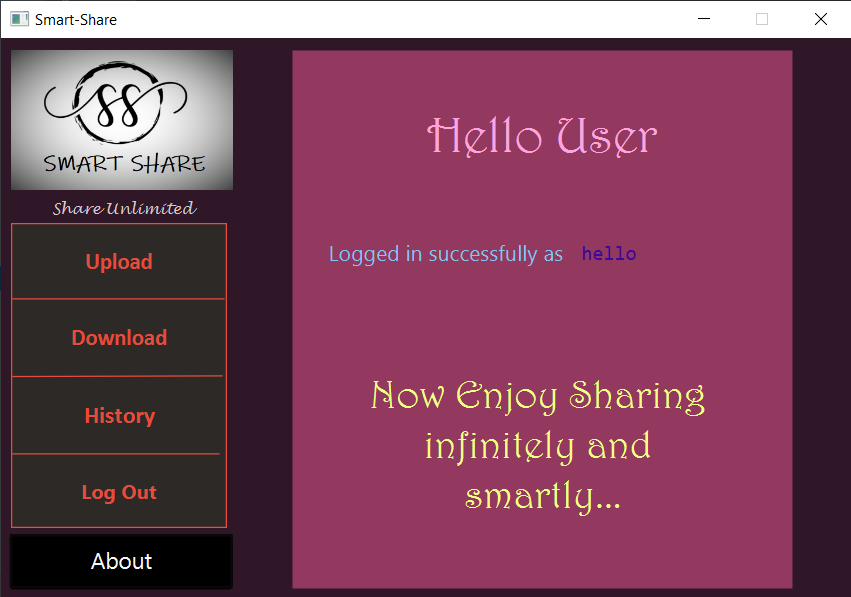 Smart-Share
SS
SMART SHARE
Share Unlimited
Upload
Download
History
Log Out
About
Hello User
Logged in successfully as hello
Now Enjoy Sharing
infinitely and
smartly...